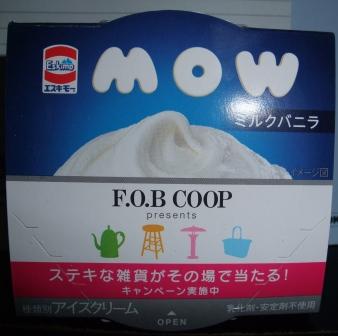 Eskimo
エスキモー
MOW
ミルクバニラ
イメージ図
F.O.B COOP
presents
ステキな雑貨がその場で当たる!
キャンペーン実施中
種類別アイスクリーム
乳化剤・安定剤不使用
OPEN